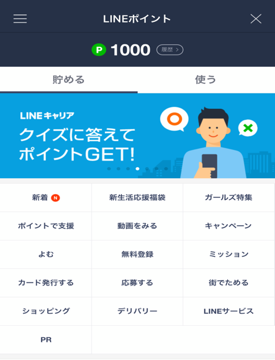 LINEポイント
P 1000 履歴 >
貯める
使う
LINEキャリア
クイズに答えて
ポイントGET!
新着 N
新生活応援福袋
ガールズ特集
ポイントで支援
動画をみる
キャンペーン
よむ
無料登録
ミッション
カード発行する
応募する
街でためる
ショッピング
デリバリー
LINEサービス
PR